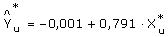 Ŷ*u = −0,001 + 0,791 · X*u